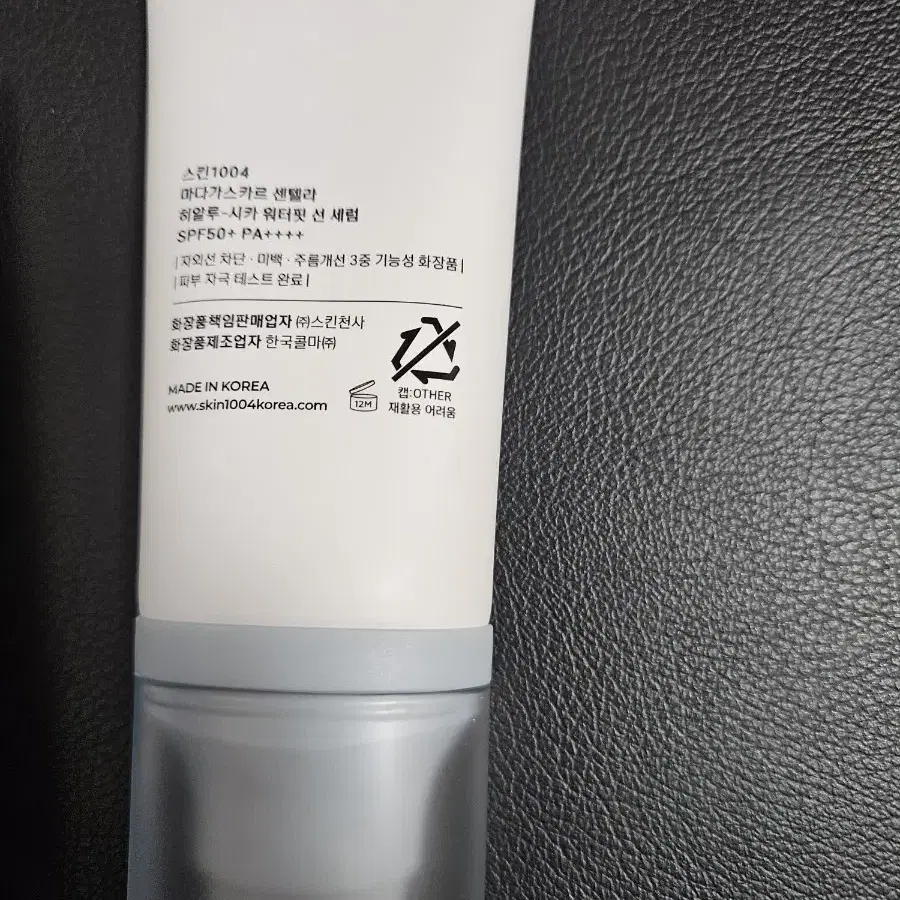 스킨1004
마다가스카르 센텔라
히알루-시카 워터핏 선 세럼
SPF50+ PA++++
| 자외선 차단 · 미백 · 주름개선 3중 기능성 화장품 |
| 피부 자극 테스트 완료 |
화장품책임판매업자 ㈜스킨천사
화장품제조업자 한국콜마㈜
MADE IN KOREA
www.skin1004korea.com
12M
캡:OTHER
재활용 어려움